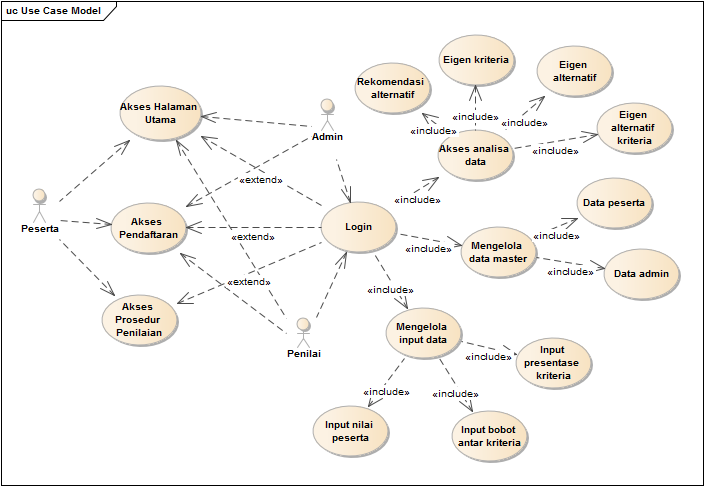 uc Use Case Model
Eigen kriteria
Eigen
alternatif
Rekomendasi
alternatif
Akses Halaman
Utama
Admin
«include»
«include»
«include»
Eigen
alternatif
kriteria
Akses analisa
data
«include»
«extend»
«include»
Peserta
Akses
Pendaftaran
Login
«extend»
Data peserta
«include»
Mengelola
data master
«include»
«include»
Data admin
«extend»
«include»
Akses
Prosedur
Penilaian
Penilai
Mengelola
input data
«include»
Input
presentase
kriteria
«include»
«include»
Input nilai
peserta
Input bobot
antar kriteria